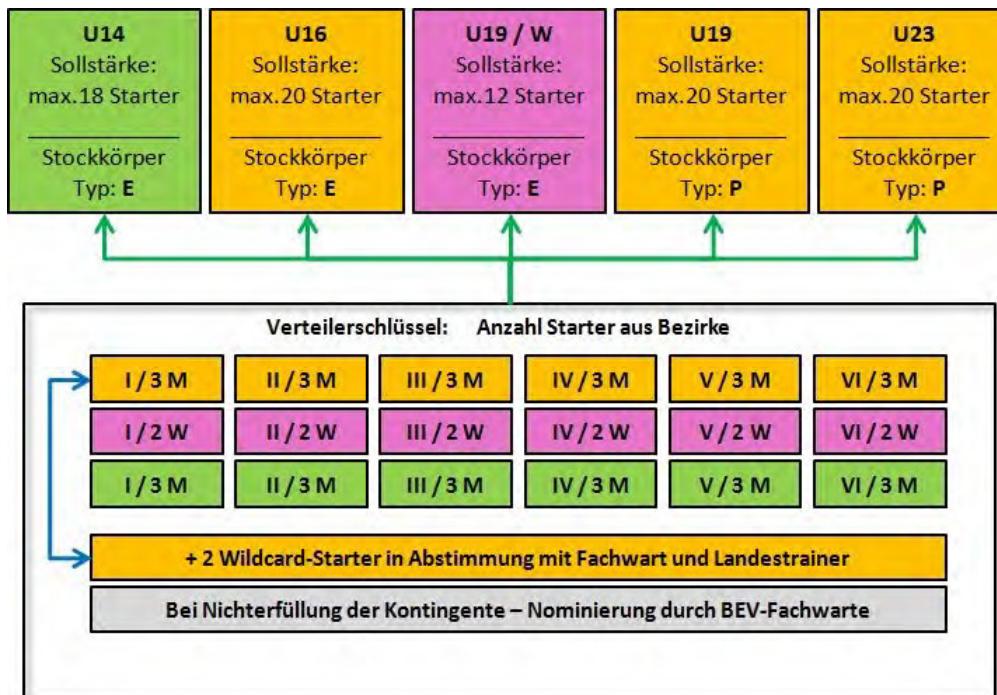 U14
Sollstärke:
max.18 Starter
Stockkörper
Typ: E
U16
Sollstärke:
max.20 Starter
Stockkörper
Typ: E
U19 / W
Sollstärke:
max.12 Starter
Stockkörper
Typ: E
U19
Sollstärke:
max.20 Starter
Stockkörper
Typ: P
U23
Sollstärke:
max.20 Starter
Stockkörper
Typ: P
Verteilerschlüssel: Anzahl Starter aus Bezirke
I / 3 M II / 3 M III / 3 M IV / 3 M V / 3 M VI / 3 M
I / 2 W II / 2 W III / 2 W IV / 2 W V / 2 W VI / 2 W
I / 3 M II / 3 M III / 3 M IV / 3 M V / 3 M VI / 3 M
+ 2 Wildcard-Starter in Abstimmung mit Fachwart und Landestrainer
Bei Nichterfüllung der Kontingente – Nominierung durch BEV-Fachwarte